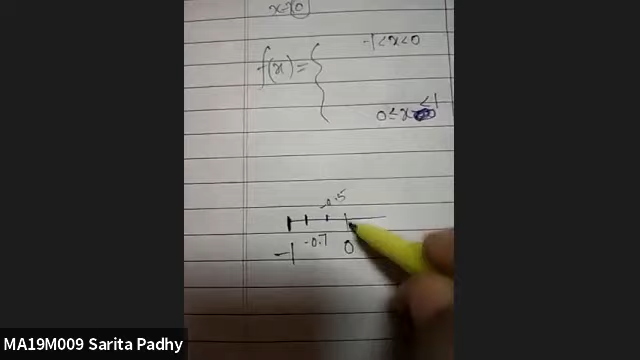 x→0
-1<x<0
f(x)={
0≤x<1
-0.5
-0.7
-1 0
MA19M009 Sarita Padhy